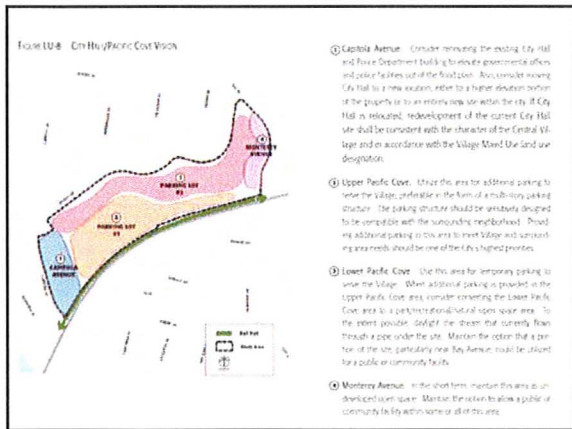 FIGURE LU-8 CITY HALL/PACIFIC COVE VISION
4
MONTEREY
AVENUE
PARKING LOT
PARKING LOT
1
CAPITOLA
AVENUE
Study Area
1 Capitola Avenue. Consider renovating the existing City Hall
and Police Department building to elevate governmental offices
and police facilities out of the flood plain. Also, consider moving
City Hall to a new location, either to a higher elevation portion
of the property or to an entirely new site within the city. If City
Hall is relocated, redevelopment of the current City Hall
site shall be consistent with the character of the Central Vil-
lage and in accordance with the Village Mixed Use land use
designation.
2 Upper Pacific Cove. Utilize this area for additional parking to
serve the Village, preferable in the form of a multi-story parking
structure. The parking structure should be sensitively designed
to be compatible with the surrounding neighborhood. Provid-
ing additional parking in this area to meet Village and surround-
ing area needs should be one of the City's highest priorities.
3 Lower Pacific Cove. Use this area for temporary parking to
serve the Village. When additional parking is provided in the
Upper Pacific Cove area, consider converting the Lower Pacific
Cove area to a park/recreational/natural open space area. To
the extent possible, daylight the stream that currently flows
through a pipe under the site. Maintain the option that a por-
tion of the site, particularly near Bay Avenue, could be utilized
for a public or community facility.
4 Monterey Avenue. In the short term, maintain this area as un-
developed open space. Maintain the option to allow a public or
community facility within some or all of this area.